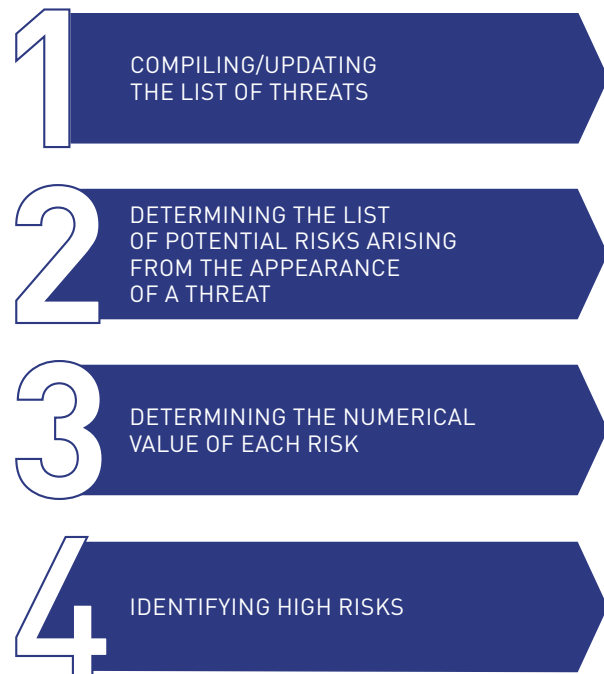 1
COMPILING/UPDATING
THE LIST OF THREATS
2
DETERMINING THE LIST
OF POTENTIAL RISKS ARISING
FROM THE APPEARANCE
OF A THREAT
3
DETERMINING THE NUMERICAL
VALUE OF EACH RISK
4
IDENTIFYING HIGH RISKS